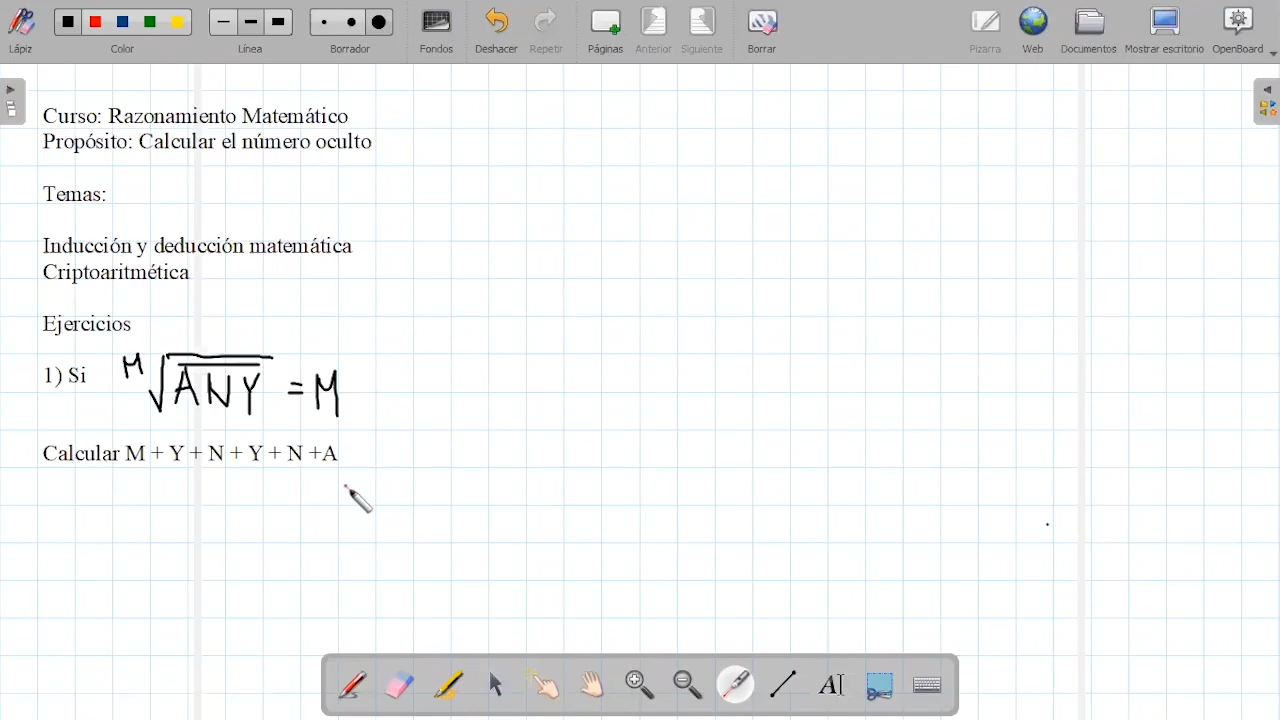 Lápiz Color Línea Borrador Fondos Deshacer Repetir Páginas Anterior Siguiente Borrar Pizarra Web Documentos Mostrar escritorio OpenBoard
Curso: Razonamiento Matemático
Propósito: Calcular el número oculto
Temas:
Inducción y deducción matemática
Criptoaritmética
Ejercicios
1) Si M√ANY = M
Calcular M + Y + N + Y + N +A